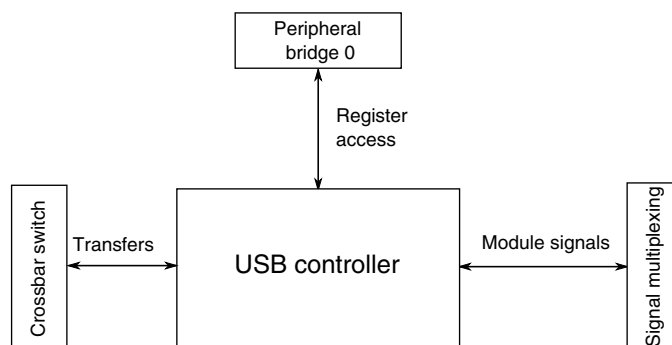 Peripheral
bridge 0
Register
access
Crossbar switch
Transfers
USB controller
Module signals
Signal multiplexing